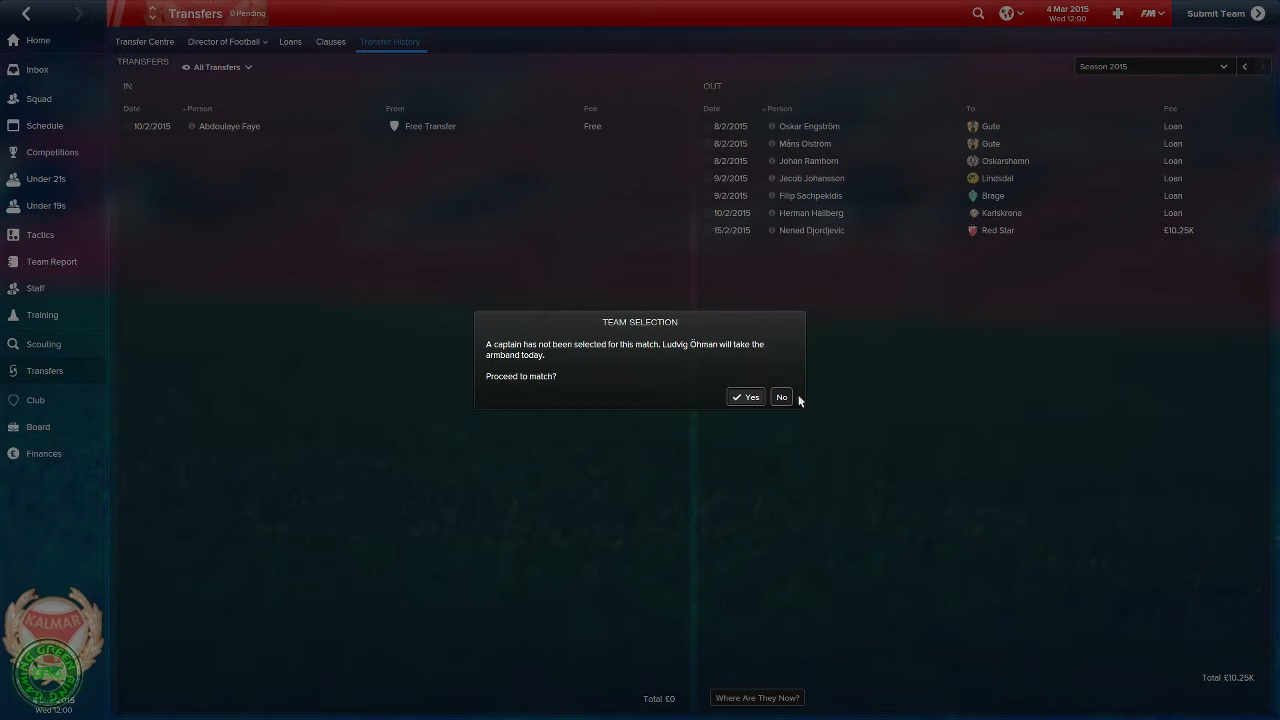 Transfers 0 Pending
4 Mar 2015
Wed 12:00
FM
Submit Team
Home
Inbox
Squad
Schedule
Competitions
Under 21s
Under 19s
Tactics
Team Report
Staff
Training
Scouting
Transfers
Club
Board
Finances
Transfer Centre Director of Football Loans Clauses Transfer History
TRANSFERS All Transfers
Season 2015
IN
Date Person From Fee
10/2/2015 Abdoulaye Faye Free Transfer Free
Total £0
OUT
Date Person To Fee
8/2/2015 Oskar Engström Gute Loan
8/2/2015 Måns Olström Gute Loan
8/2/2015 Johan Ramhorn Oskarshamn Loan
9/2/2015 Jacob Johansson Lindsdal Loan
9/2/2015 Filip Sachpekidis Brage Loan
10/2/2015 Herman Hallberg Karlskrona Loan
15/2/2015 Nenad Djordjevic Red Star £10.25K
Total £10.25K
Where Are They Now?
TEAM SELECTION
A captain has not been selected for this match. Ludvig Öhman will take the
armband today.
Proceed to match?
Yes No
KALMAR
Wed 12:00